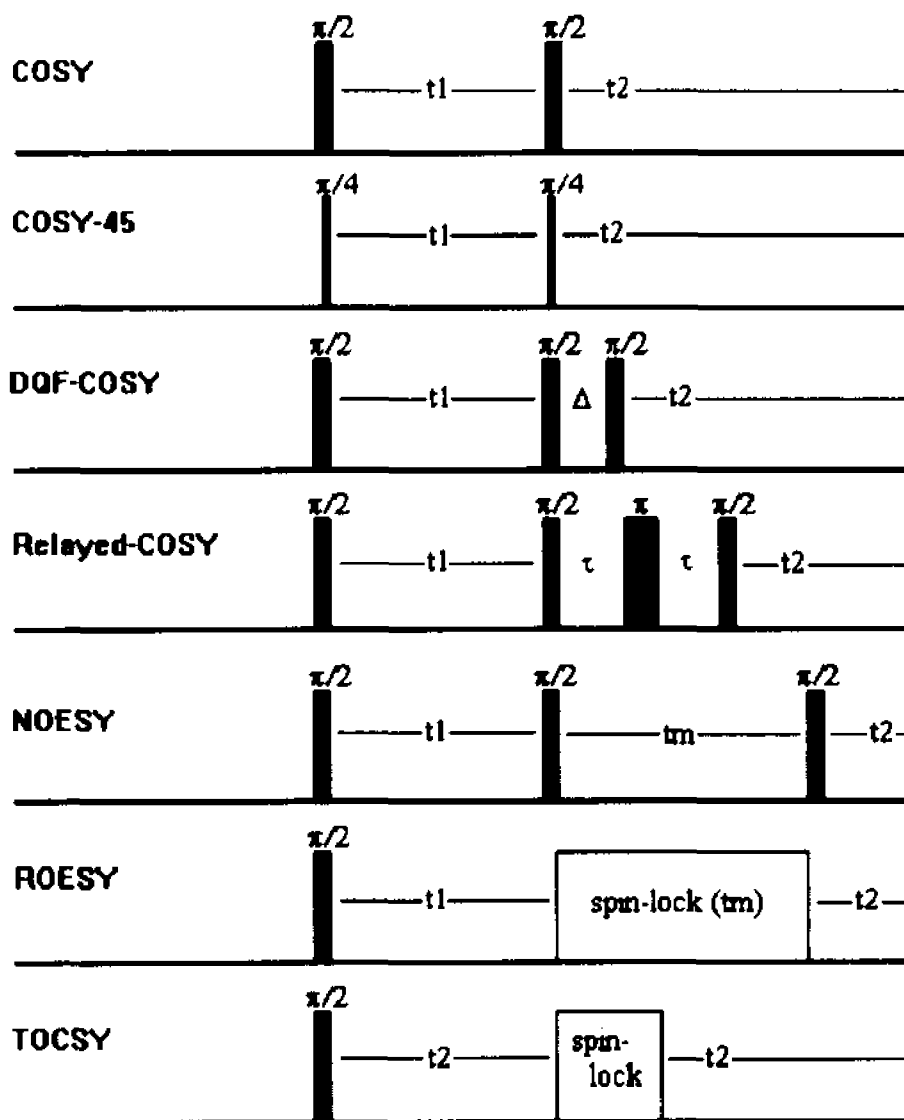 π/2 π/2
COSY
t1 t2
π/4 π/4
COSY-45
t1 t2
π/2 π/2 π/2
DQF-COSY
t1 Δ t2
π/2 π/2 π π/2
Relayed-COSY
t1 τ τ t2
π/2 π/2 π/2
NOESY
t1 tm t2
π/2
ROESY
t1 spin-lock (tm) t2
π/2
TOCSY
t2 spin-
lock t2